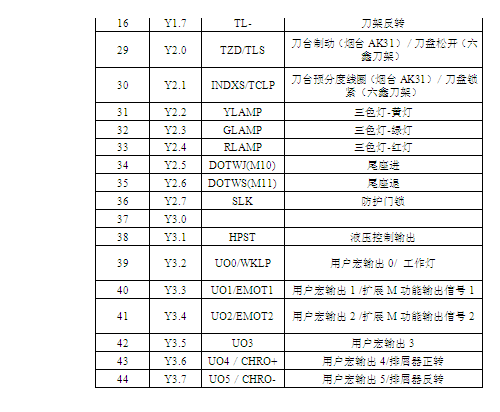 16 Y1.7 TL- 刀架反转
29 Y2.0 TZD/TLS 刀台制动（烟台 AK31）/ 刀盘松开（六
鑫刀架）
30 Y2.1 INDXS/TCLP 刀台预分度线圈（烟台 AK31）/ 刀盘锁
紧（六鑫刀架）
31 Y2.2 YLAMP 三色灯-黄灯
32 Y2.3 GLAMP 三色灯-绿灯
33 Y2.4 RLAMP 三色灯-红灯
34 Y2.5 DOTWJ(M10) 尾座进
35 Y2.6 DOTWS(M11) 尾座退
36 Y2.7 SLK 防护门锁
37 Y3.0
38 Y3.1 HPST 液压控制输出
39 Y3.2 UO0/WKLP 用户宏输出 0/ 工作灯
40 Y3.3 UO1/EMOT1 用户宏输出 1 /扩展 M 功能输出信号 1
41 Y3.4 UO2/EMOT2 用户宏输出 2 /扩展 M 功能输出信号 2
42 Y3.5 UO3 用户宏输出 3
43 Y3.6 UO4 / CHRO+ 用户宏输出 4/排屑器正转
44 Y3.7 UO5 / CHRO- 用户宏输出 5/排屑器反转